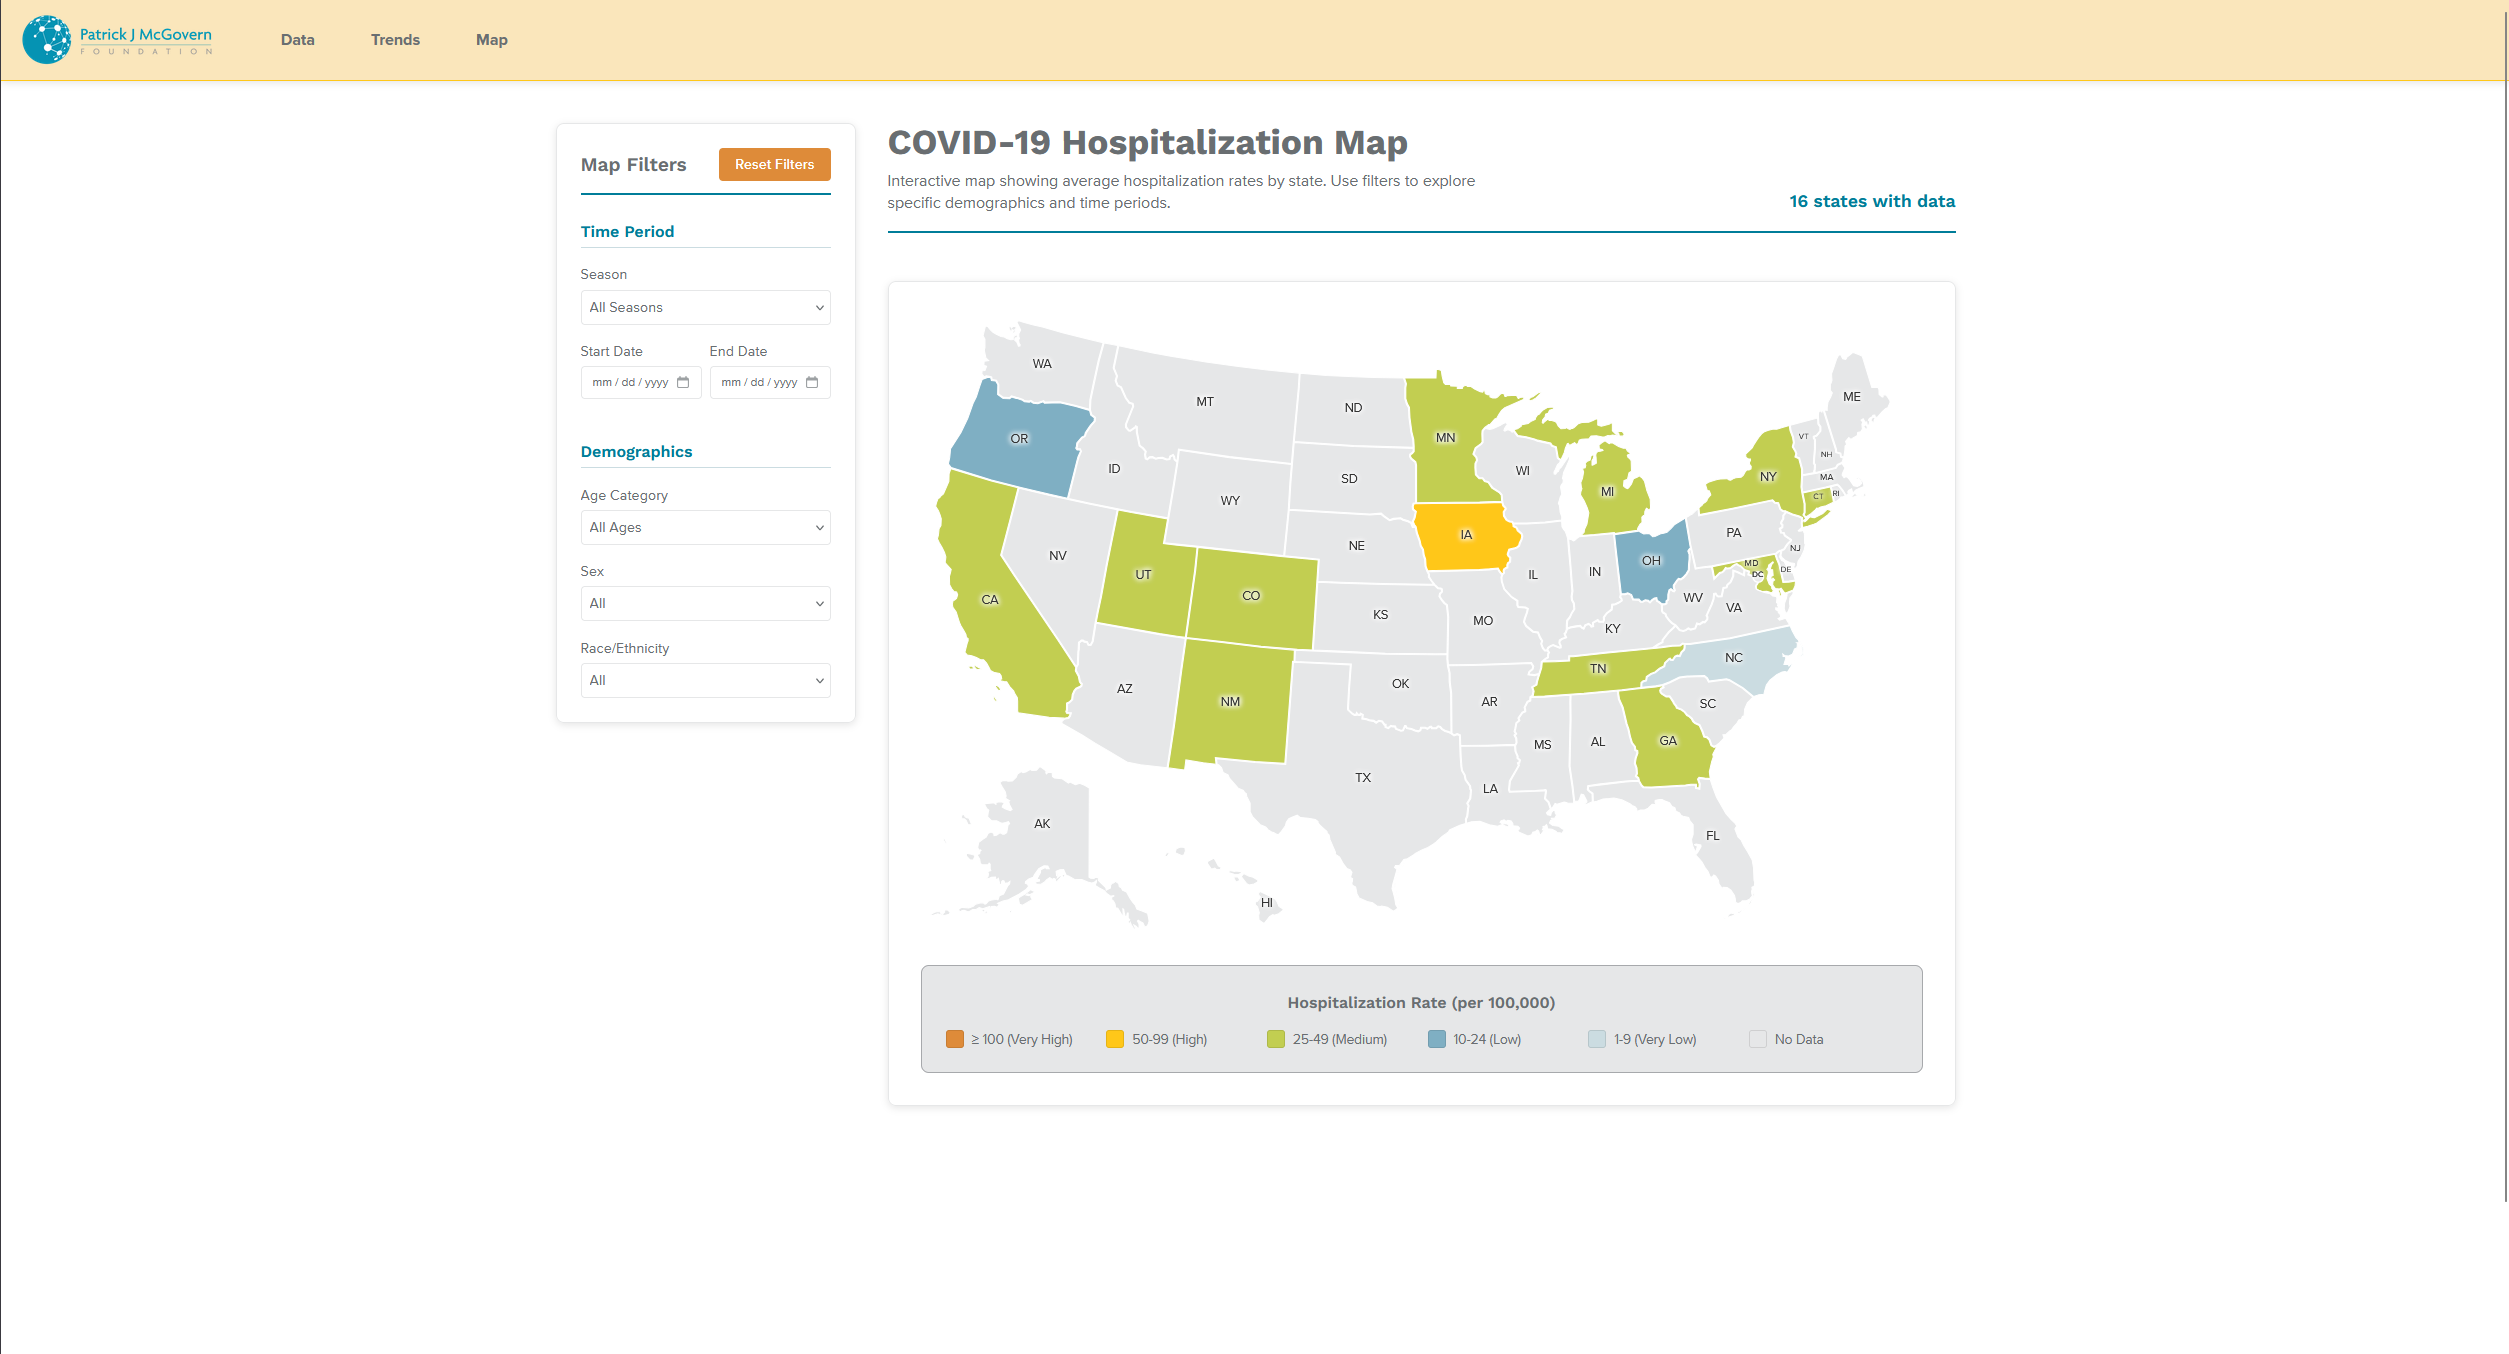 Patrick J McGovern
FOUNDATION
Data Trends Map
Map Filters
Reset Filters
Time Period
Season
All Seasons
Start Date End Date
mm / dd / yyyy mm / dd / yyyy
Demographics
Age Category
All Ages
Sex
All
Race/Ethnicity
All
COVID-19 Hospitalization Map
Interactive map showing average hospitalization rates by state. Use filters to explore
specific demographics and time periods.
16 states with data
WA
MT
ND
ME
OR
MN
VT
ID
SD
WI
NH
NY
MA
WY
MI
CT
RI
NV
NE
IA
PA
NJ
UT
IL
IN
OH
MD
DE
DC
CA
CO
KS
MO
WV
VA
KY
AZ
NM
OK
AR
TN
NC
SC
MS
AL
GA
TX
LA
AK
FL
HI
Hospitalization Rate (per 100,000)
≥ 100 (Very High) 50-99 (High) 25-49 (Medium) 10-24 (Low) 1-9 (Very Low) No Data